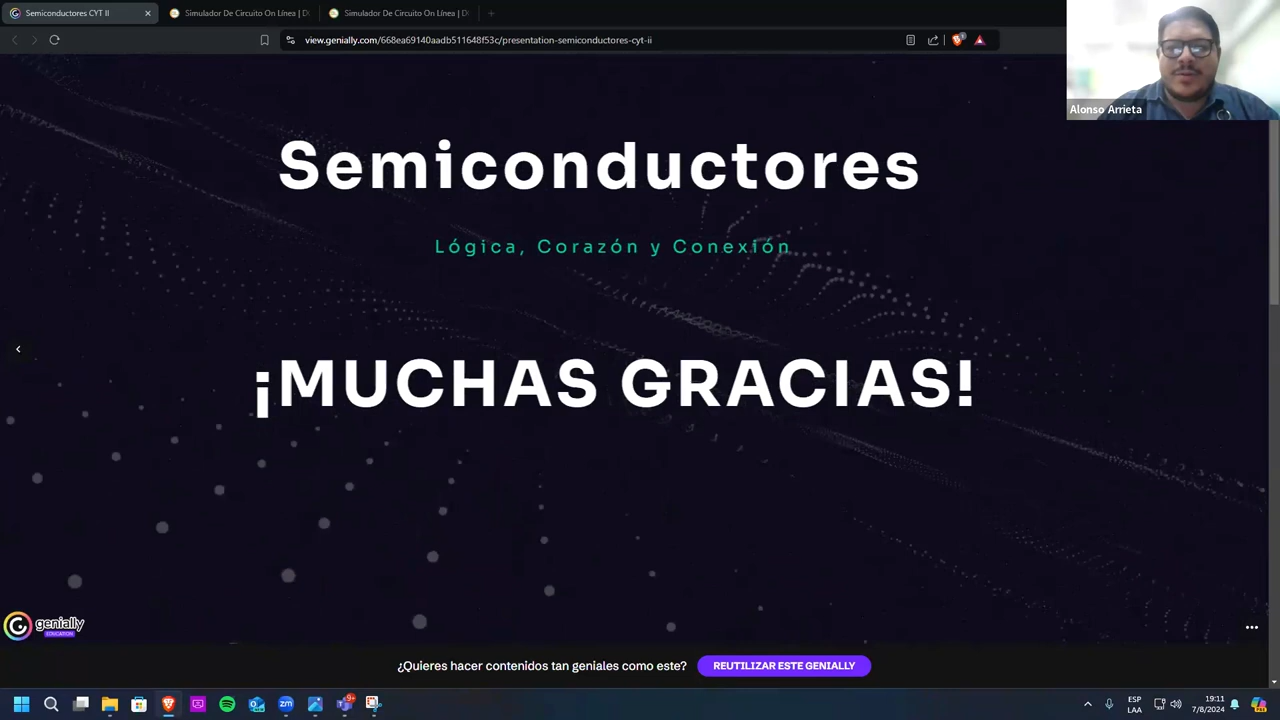 Semiconductores CYT II
Simulador De Circuito On Línea | D
Simulador De Circuito On Línea | D
view.genially.com/668ea69140aadb511648f53c/presentation-semiconductores-cyt-ii
Alonso Arrieta
Semiconductores
Lógica, Corazón y Conexión
¡MUCHAS GRACIAS!
genially
EDUCATION
¿Quieres hacer contenidos tan geniales como este?
REUTILIZAR ESTE GENIALLY
ESP
LAA
19:11
7/8/2024